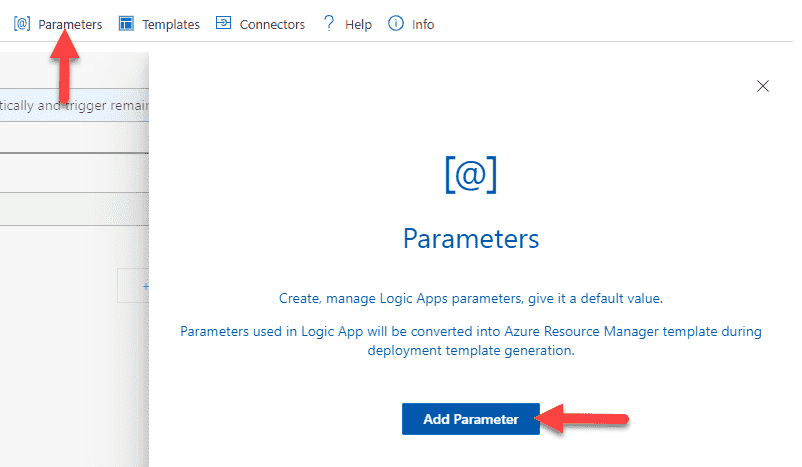 [@] Parameters Templates Connectors ? Help Info
tically and trigger remain
[@]
Parameters
Create, manage Logic Apps parameters, give it a default value.
Parameters used in Logic App will be converted into Azure Resource Manager template during
deployment template generation.
+
Add Parameter